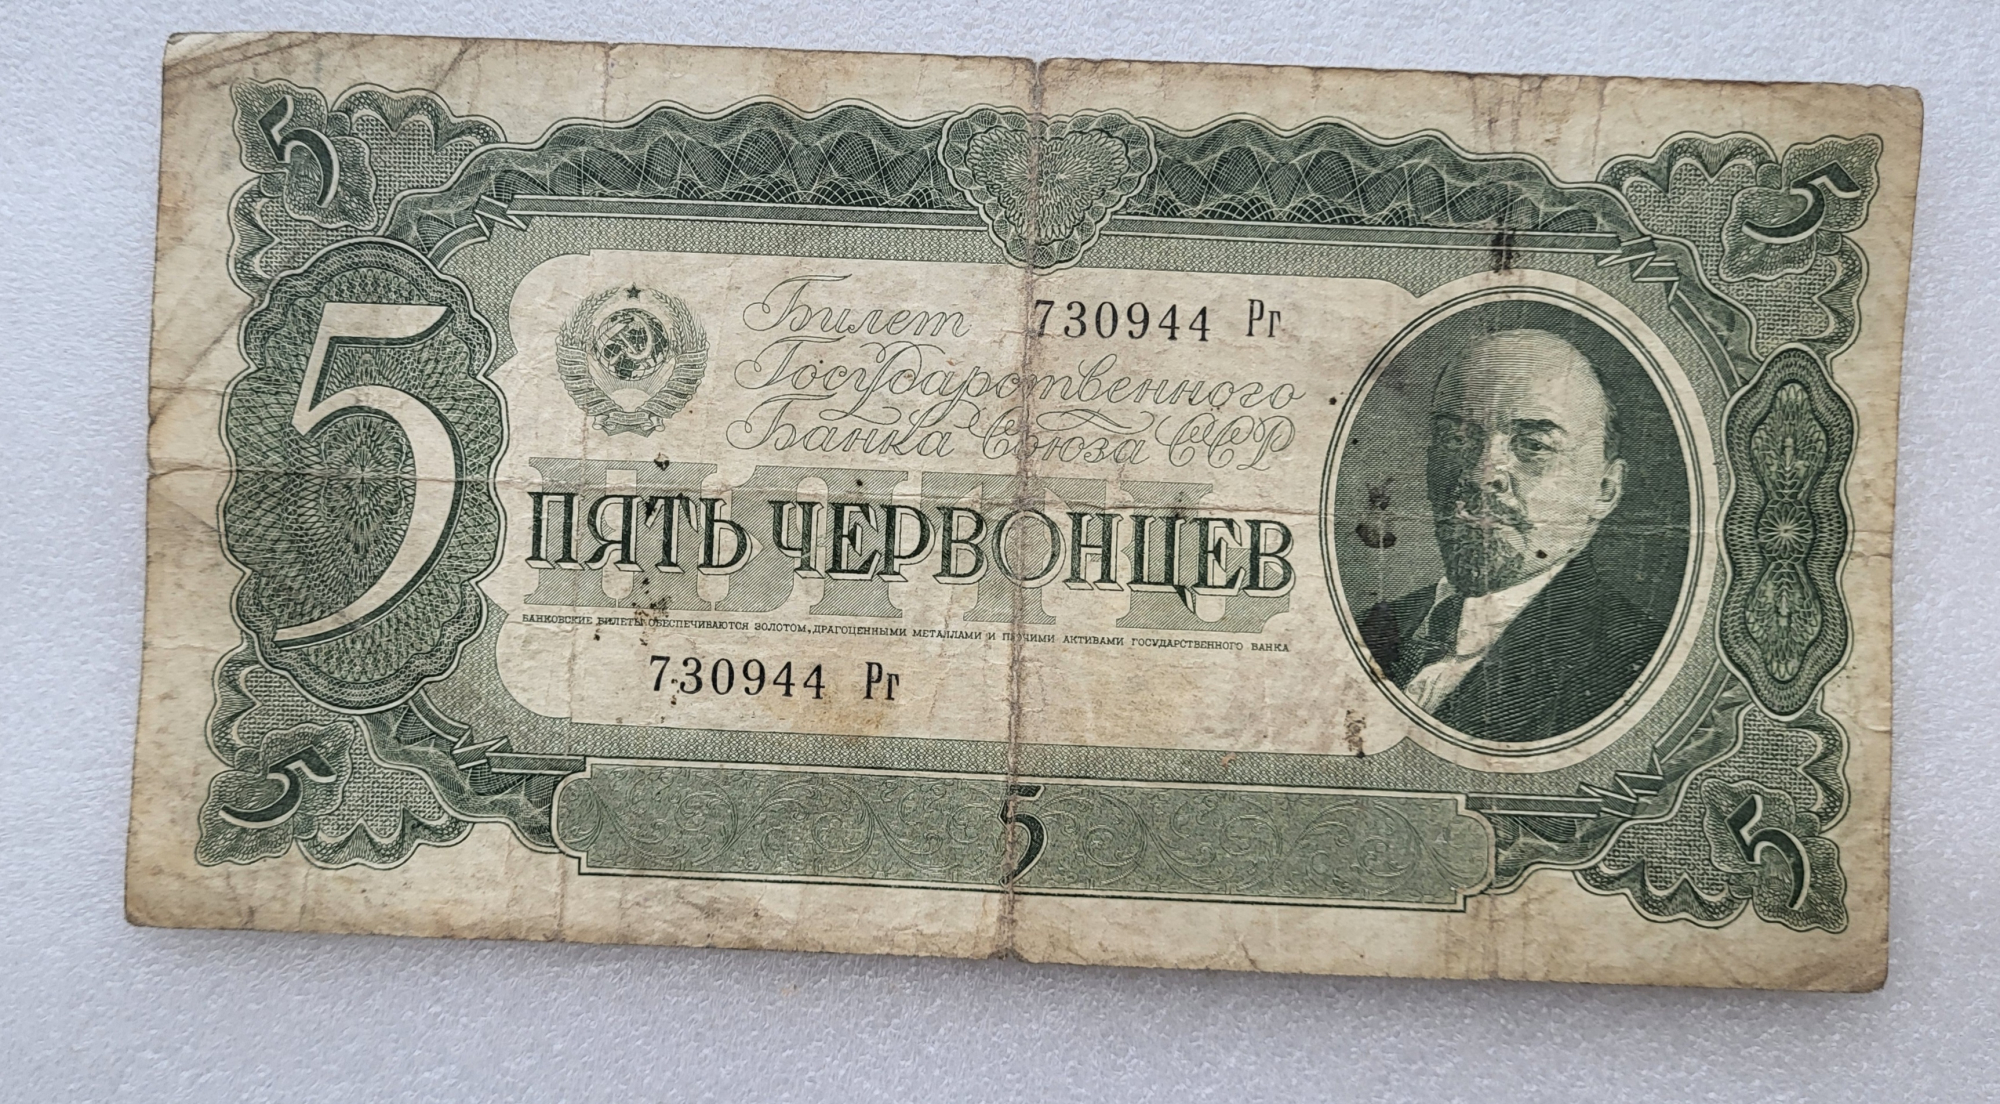 5 5
Билет 730944 Рг
Государственного
Банка Союза ССР
5
ПЯТЬ
ПЯТЬ ЧЕРВОНЦЕВ
БАНКОВСКИЕ БИЛЕТЫ ОБЕСПЕЧИВАЮТСЯ ЗОЛОТОМ, ДРАГОЦЕННЫМИ МЕТАЛЛАМИ И ПРОЧИМИ АКТИВАМИ ГОСУДАРСТВЕННОГО БАНКА
730944 Рг
5 5 5